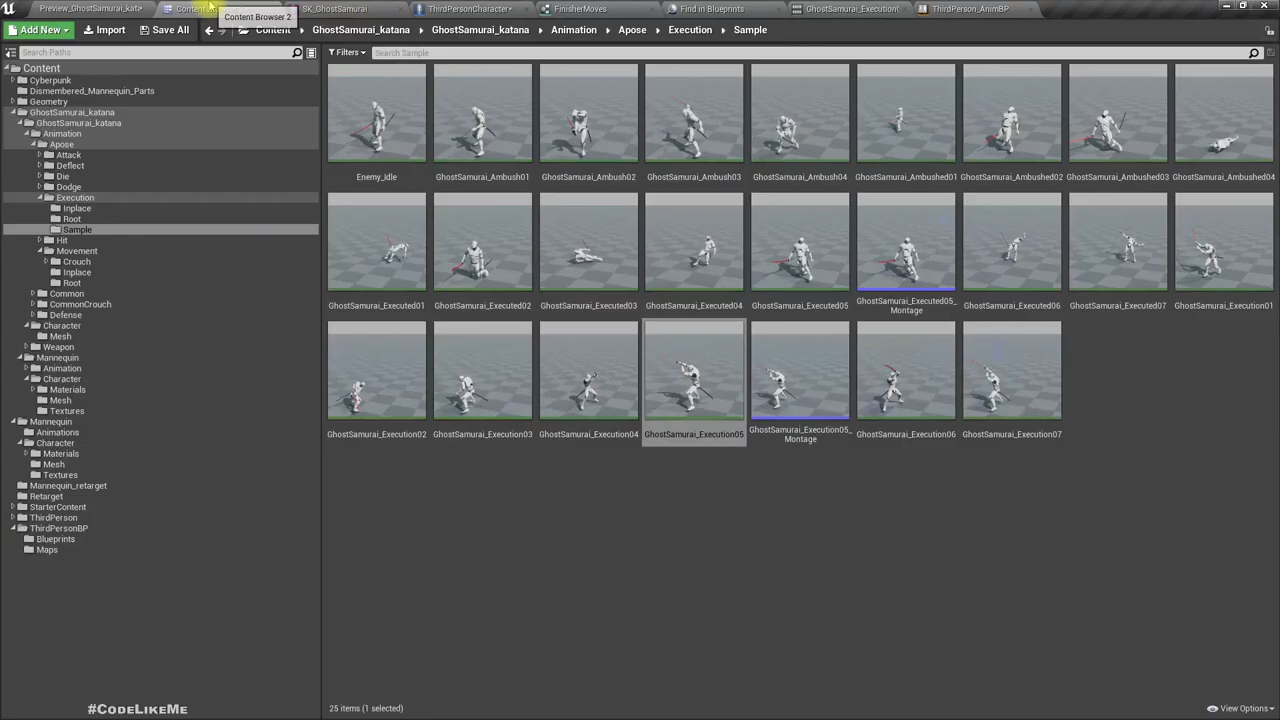 Preview_GhostSamurai_kata
Content Browser 2
SK_GhostSamurai
ThirdPersonCharacter*
FinisherMoves
Find in Blueprints
GhostSamurai_Execution
ThirdPerson_AnimBP
Add New
Import
Save All
Content
GhostSamurai_katana
GhostSamurai_katana
Animation
Apose
Execution
Sample
Search Paths
Filters
Search Sample
Content
Cyberpunk
Dismembered_Mannequin_Parts
Geometry
GhostSamurai_katana
GhostSamurai_katana
Animation
Apose
Attack
Deflect
Die
Dodge
Execution
Inplace
Root
Sample
Hit
Movement
Crouch
Inplace
Root
Common
CommonCrouch
Defense
Character
Mesh
Weapon
Mannequin
Animation
Character
Materials
Mesh
Textures
Mannequin
Animations
Character
Materials
Mesh
Textures
Mannequin_retarget
Retarget
StarterContent
ThirdPerson
ThirdPersonBP
Blueprints
Maps
Enemy_Idle
GhostSamurai_Ambush01
GhostSamurai_Ambush02
GhostSamurai_Ambush03
GhostSamurai_Ambush04
GhostSamurai_Ambushed01
GhostSamurai_Ambushed02
GhostSamurai_Ambushed03
GhostSamurai_Ambushed04
GhostSamurai_Executed01
GhostSamurai_Executed02
GhostSamurai_Executed03
GhostSamurai_Executed04
GhostSamurai_Executed05
GhostSamurai_Executed05_
Montage
GhostSamurai_Executed06
GhostSamurai_Executed07
GhostSamurai_Execution01
GhostSamurai_Execution02
GhostSamurai_Execution03
GhostSamurai_Execution04
GhostSamurai_Execution05
GhostSamurai_Execution05_
Montage
GhostSamurai_Execution06
GhostSamurai_Execution07
25 items (1 selected)
View Options
#CODELIKEME